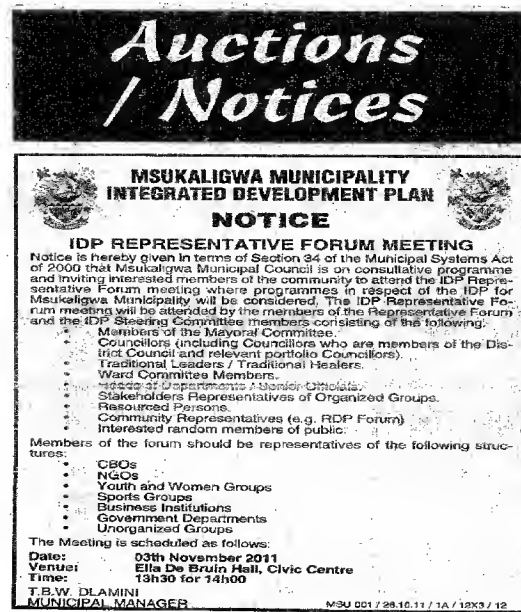 Auctions
/ Notices
MSUKALIGWA MUNICIPALITY
INTEGRATED DEVELOPMENT PLAN
NOTICE
IDP REPRESENTATIVE FORUM MEETING
Notice is hereby given in terms of Section 34 of the Municipal Systems Act
of 2000 that Msukaligwa Municipal Council is on consultative programme
and inviting interested members of the community to attend the IDP Repre-
sentative Forum meeting where programmes in respect of the IDP for
Msukaligwa Municipality will be considered. The IDP Representative Fo-
rum meeting will be attended by the members of the Representative Forum
and the IDP Steering Committee members consisting of the following:
• Members of the Mayoral Committee.
• Councillors (including Councillors who are members of the Dis-
trict Council and relevant portfolio Councillors).
• Traditional Leaders / Traditional Healers.
• Ward Committee Members.
• Heads of Departments / Senior Officials.
• Stakeholders Representatives of Organized Groups.
• Resourced Persons.
• Community Representatives (e.g. RDP Forum)
• Interested random members of public.
Members of the forum should be representatives of the following struc-
tures:
• CBOs
• NGOs
• Youth and Women Groups
• Sports Groups
• Business Institutions
• Government Departments
• Unorganized Groups
The Meeting is scheduled as follows:
Date: 03th November 2011
Venue: Ella De Bruin Hall, Civic Centre
Time: 13h30 for 14h00
T.B.W. DLAMINI
MUNICIPAL MANAGER MSU 001 / 26.10.11 / 1A / 12X3 / 12